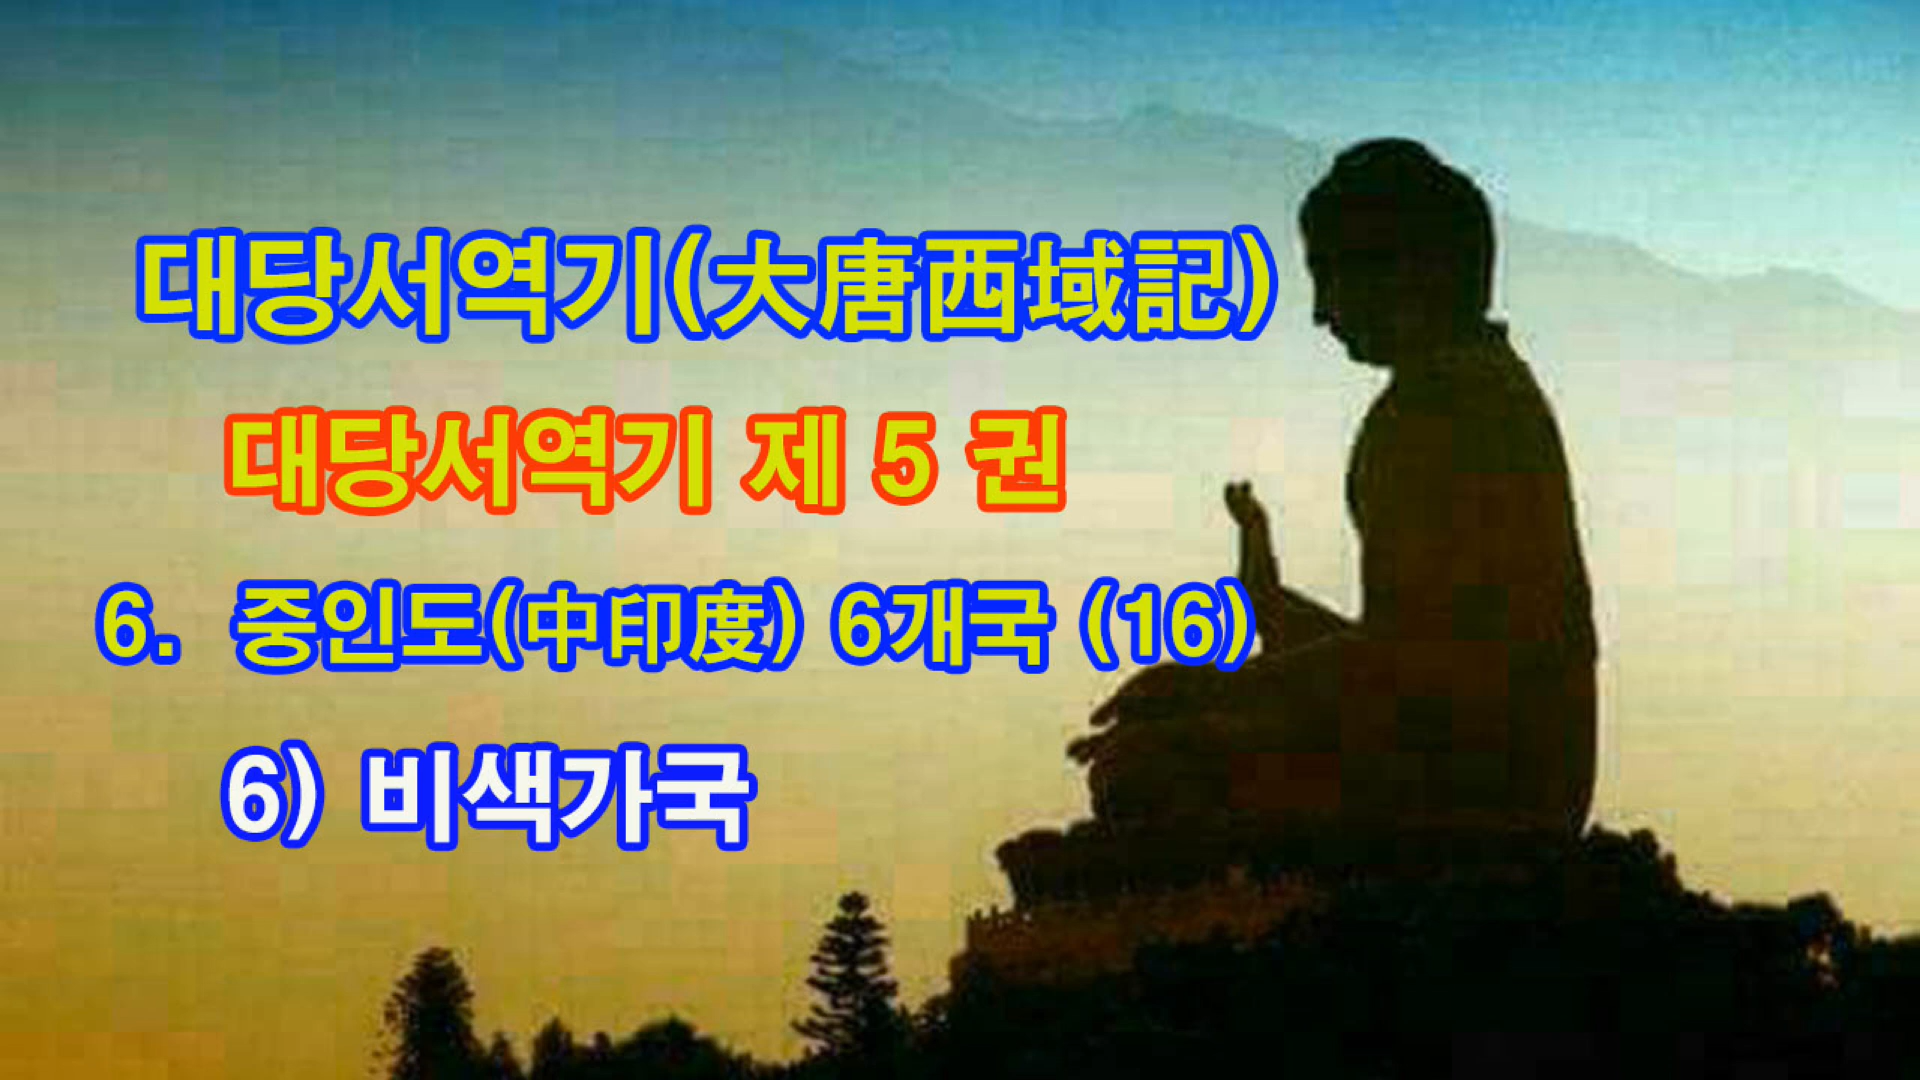 대당서역기(大唐西域記)
대당서역기 제 5 권
6. 중인도(中印度) 6개국 (16)
6) 비색가국